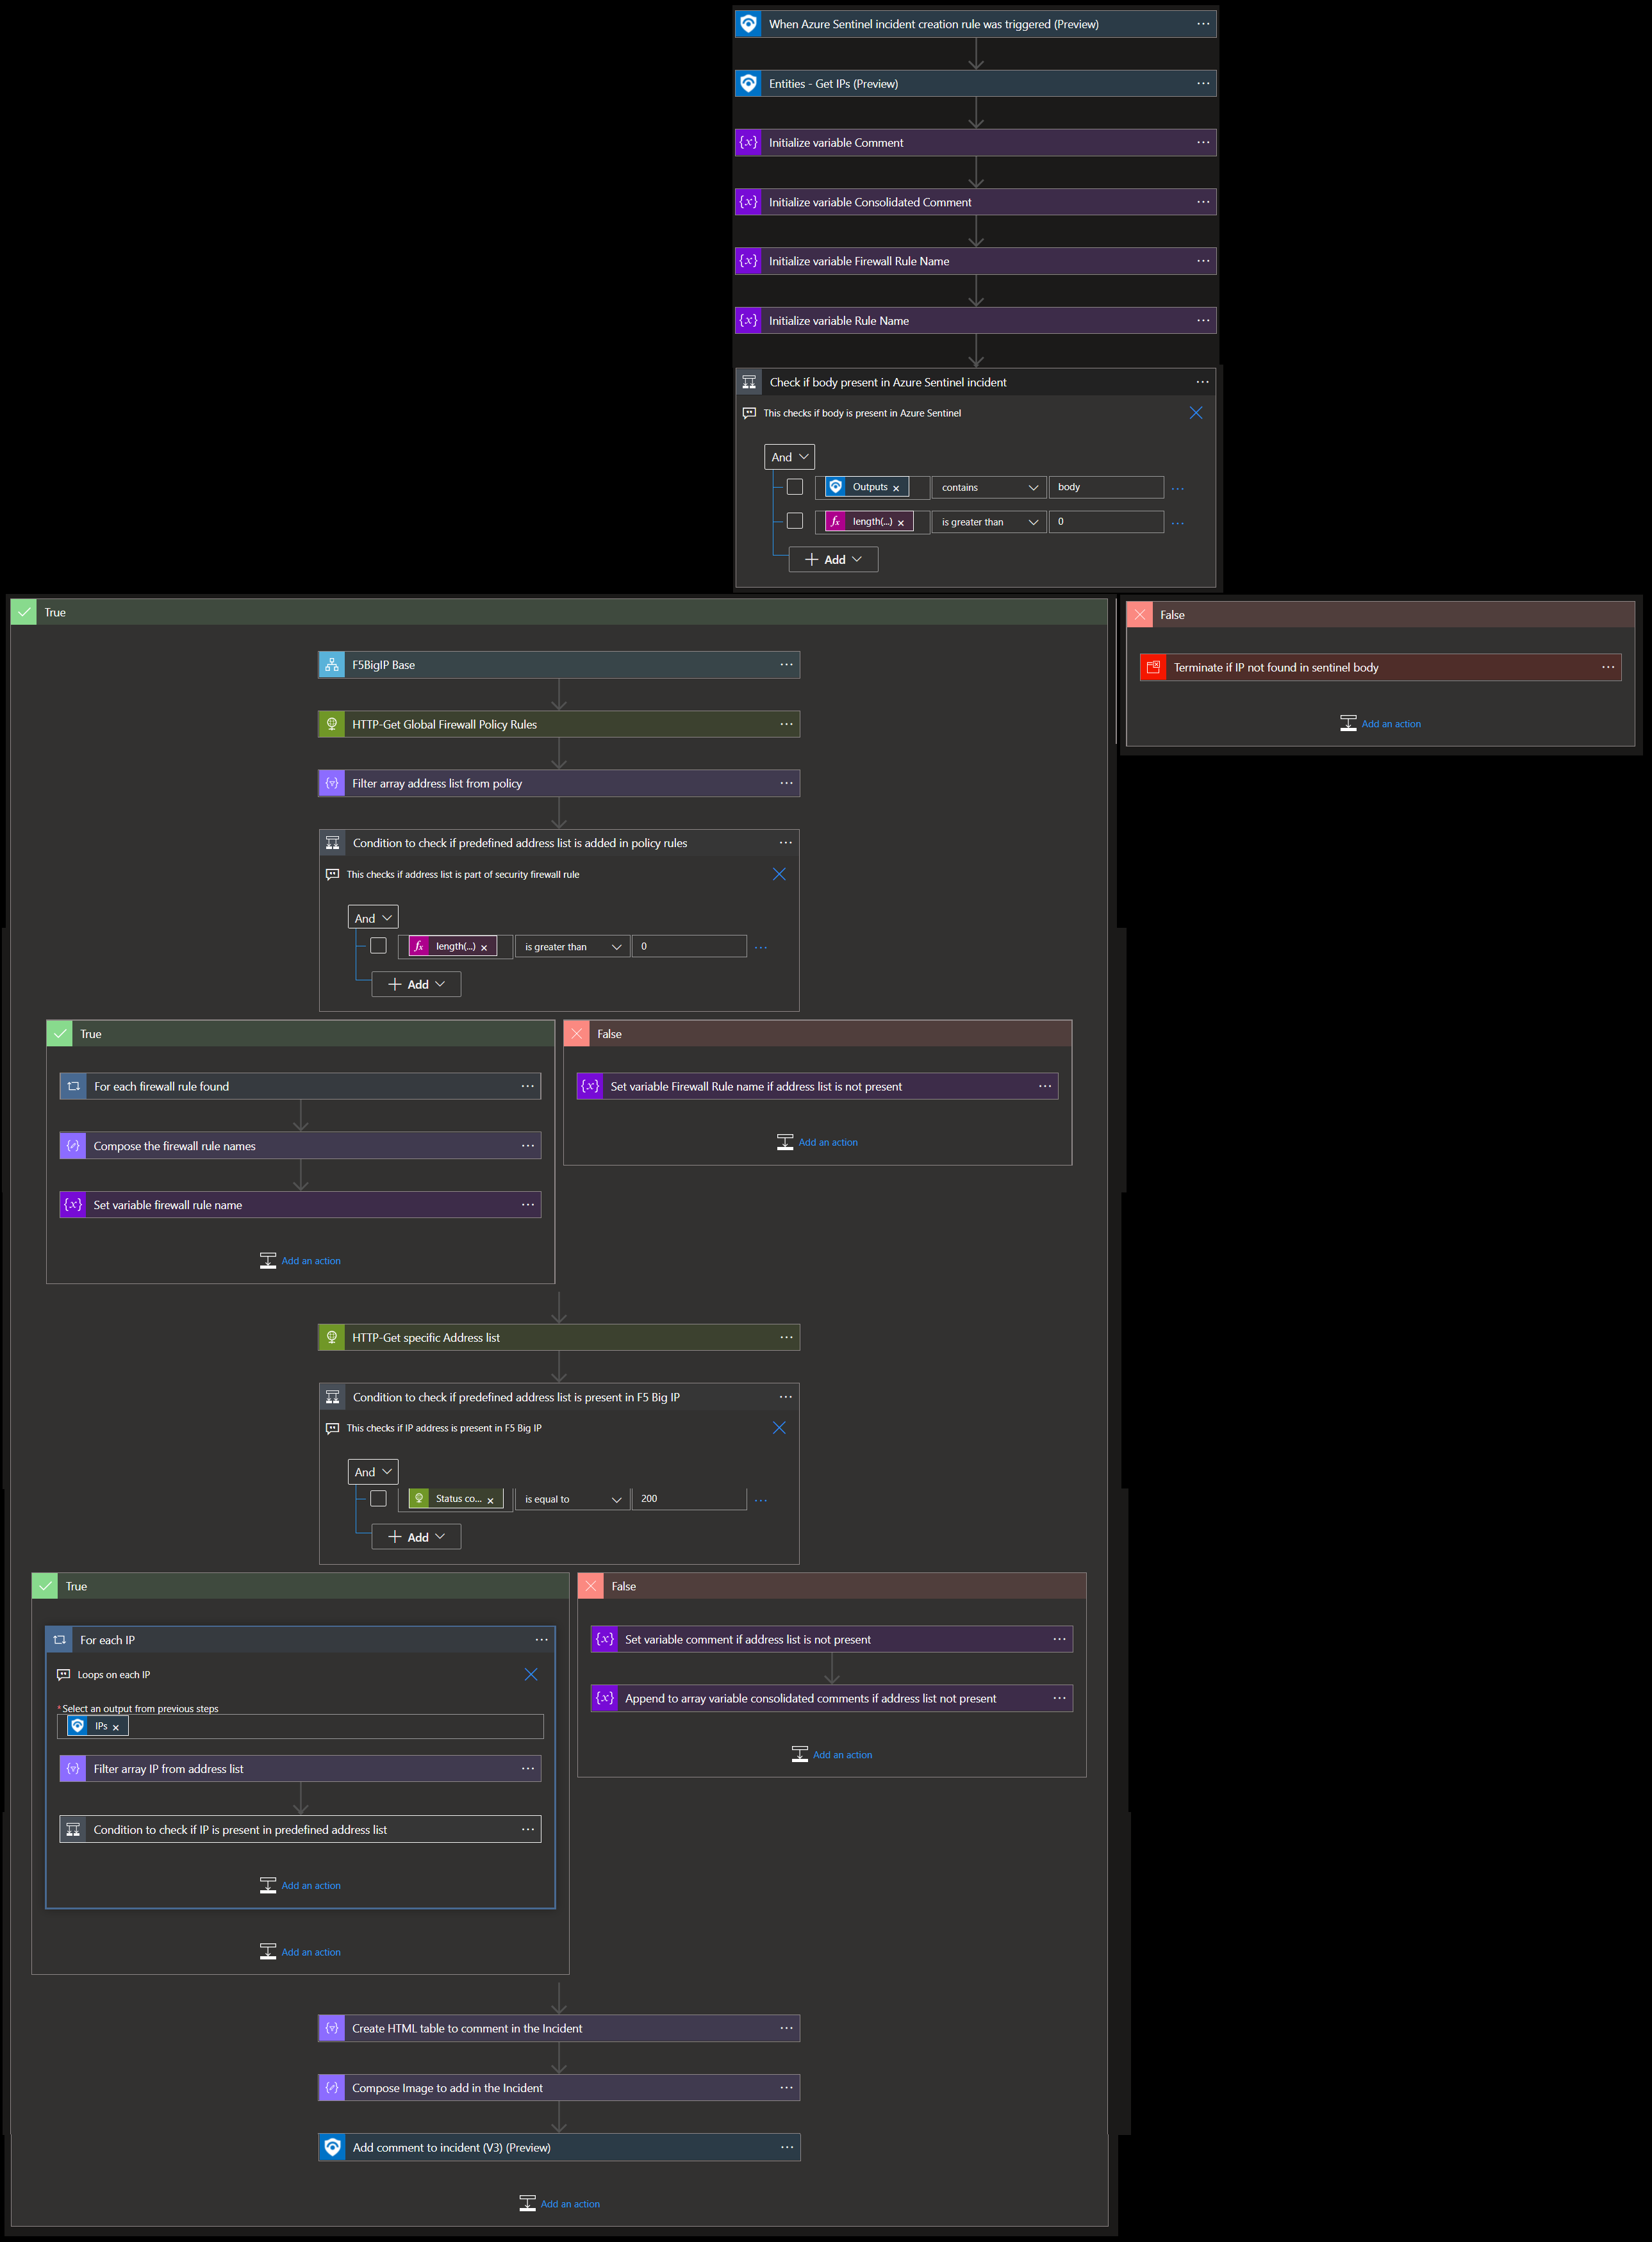 When Azure Sentinel incident creation rule was triggered (Preview)
Entities - Get IPs (Preview)
{x} Initialize variable Comment
{x} Initialize variable Consolidated Comment
{x} Initialize variable Firewall Rule Name
{x} Initialize variable Rule Name
Check if body present in Azure Sentinel incident
This checks if body is present in Azure Sentinel
And
Outputs × contains body
fx length(...) × is greater than 0
+ Add
True
False
F5BigIP Base
Terminate if IP not found in sentinel body
HTTP-Get Global Firewall Policy Rules
Add an action
Filter array address list from policy
Condition to check if predefined address list is added in policy rules
This checks if address list is part of security firewall rule
And
fx length(...) × is greater than 0
+ Add
True
False
For each firewall rule found
{x} Set variable Firewall Rule name if address list is not present
Compose the firewall rule names
Add an action
{x} Set variable firewall rule name
Add an action
HTTP-Get specific Address list
Condition to check if predefined address list is present in F5 Big IP
This checks if IP address is present in F5 Big IP
And
Status co... × is equal to 200
+ Add
True
False
For each IP
{x} Set variable comment if address list is not present
Loops on each IP
{x} Append to array variable consolidated comments if address list not present
*Select an output from previous steps
IPs ×
Add an action
Filter array IP from address list
Condition to check if IP is present in predefined address list
Add an action
Add an action
Create HTML table to comment in the Incident
Compose Image to add in the Incident
Add comment to incident (V3) (Preview)
Add an action